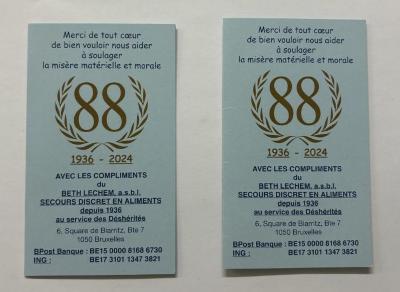 Merci de tout cœur
de bien vouloir nous aider
à soulager
la misère matérielle et morale
88
1936 - 2024
AVEC LES COMPLIMENTS
du
BETH LECHEM, a.s.b.l.
SECOURS DISCRET EN ALIMENTS
depuis 1936
au service des Déshérités
6, Square de Biarritz, Bte 7
1050 Bruxelles
BPost Banque : BE15 0000 8168 6730
ING : BE17 3101 1347 3821
Merci de tout cœur
de bien vouloir nous aider
à soulager
la misère matérielle et morale
88
1936 - 2024
AVEC LES COMPLIMENTS
du
BETH LECHEM, a.s.b.l.
SECOURS DISCRET EN ALIMENTS
depuis 1936
au service des Déshérités
6, Square de Biarritz, Bte 7
1050 Bruxelles
BPost Banque : BE15 0000 8168 6730
ING : BE17 3101 1347 3821